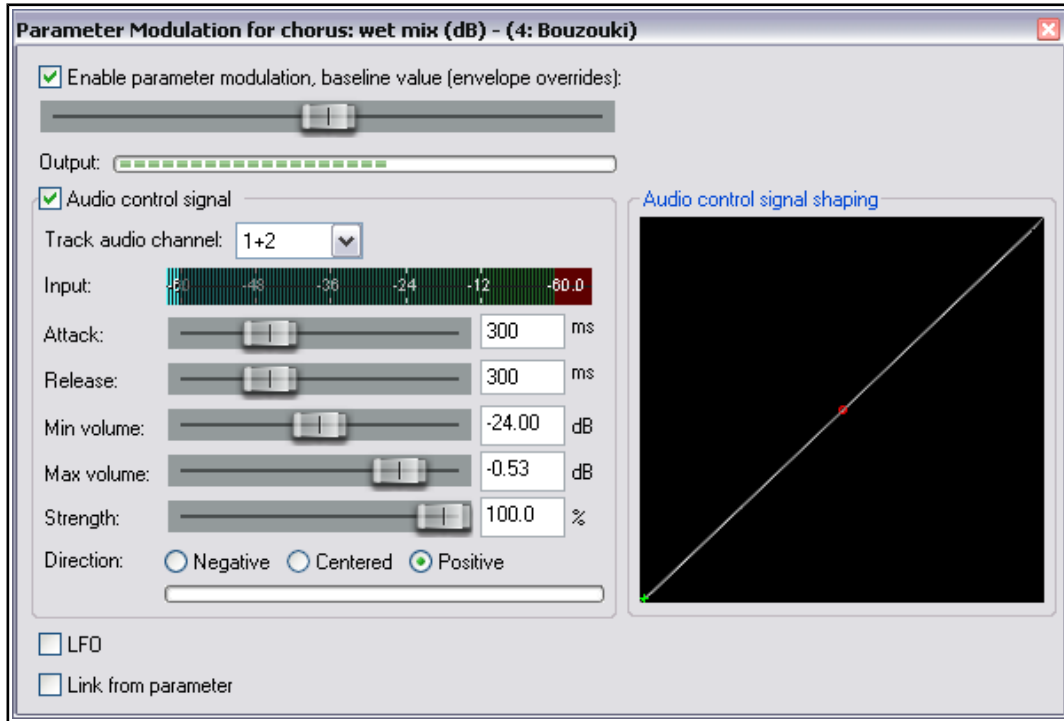 Parameter Modulation for chorus: wet mix (dB) - (4: Bouzouki)
Enable parameter modulation, baseline value (envelope overrides):
Output:
Audio control signal
Audio control signal shaping
Track audio channel: 1+2
Input: -60 -48 -36 -24 -12 -60.0
Attack: 300 ms
Release: 300 ms
Min volume: -24.00 dB
Max volume: -0.53 dB
Strength: 100.0 %
Direction: Negative Centered Positive
LFO
Link from parameter